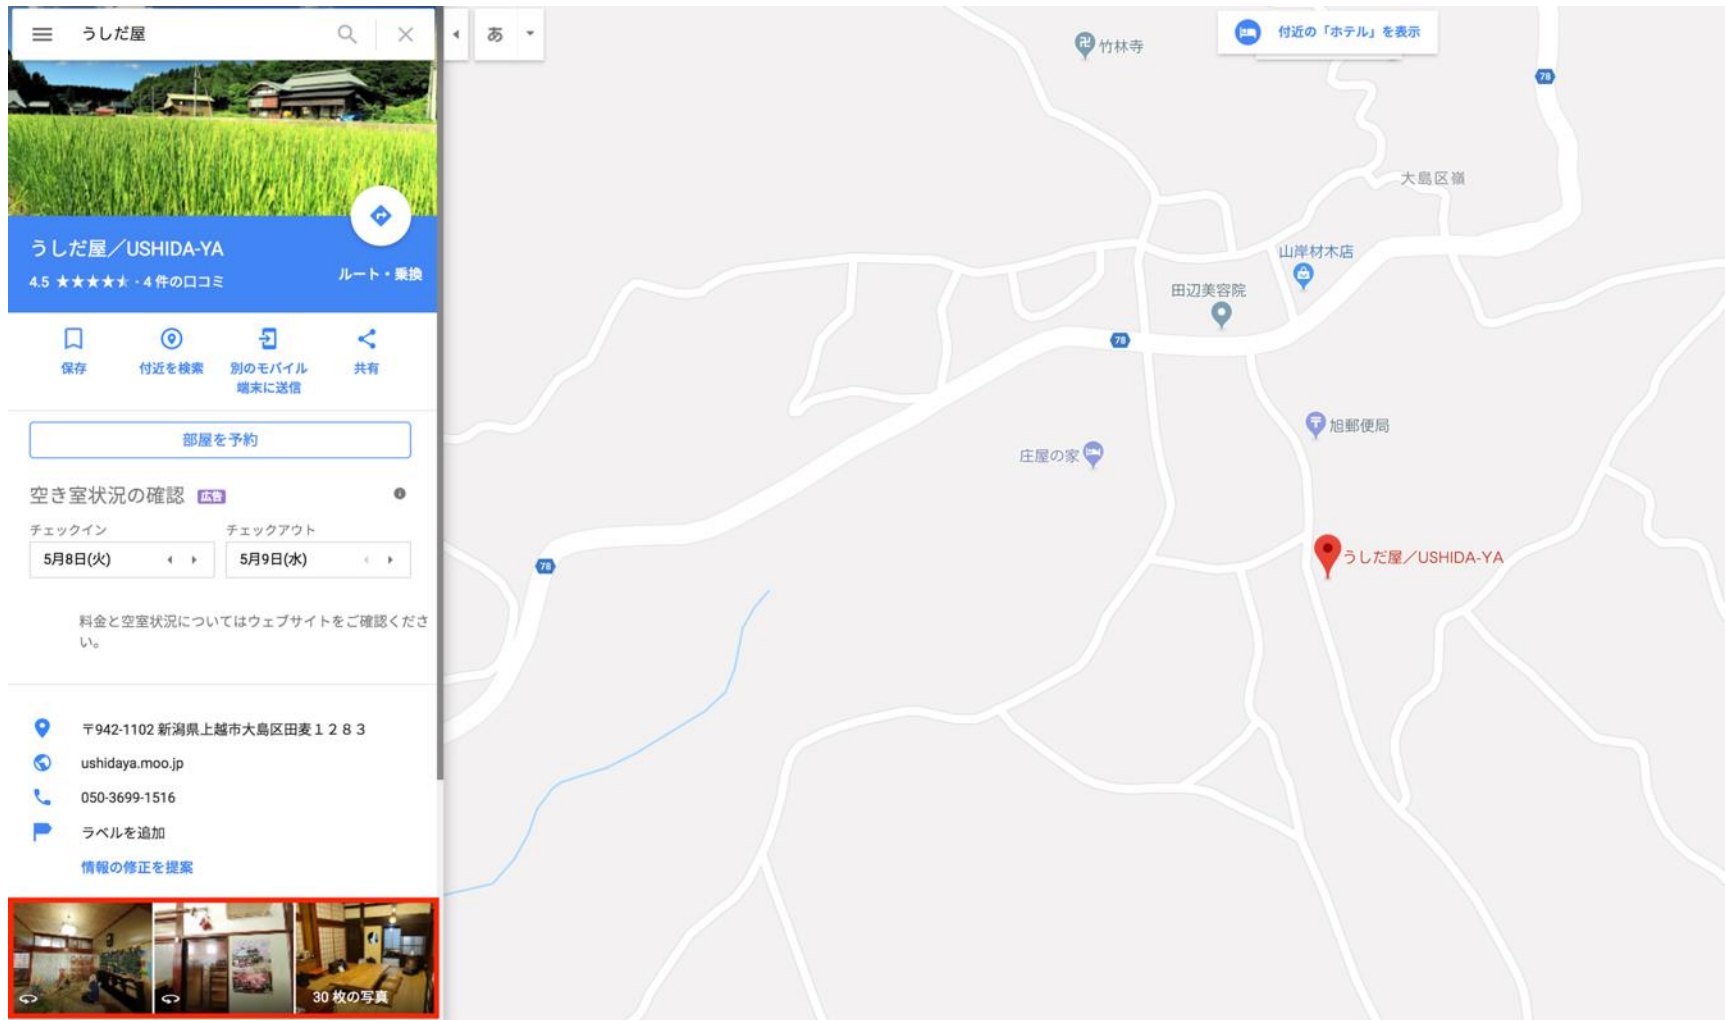 うしだ屋
うしだ屋／USHIDA-YA
4.5 ★★★★★ · 4 件の口コミ
ルート・乗換
保存
付近を検索
別のモバイル
端末に送信
共有
部屋を予約
空き室状況の確認 広告
チェックイン
チェックアウト
5月8日(火)
5月9日(水)
料金と空室状況についてはウェブサイトをご確認くださ
い。
〒942-1102 新潟県上越市大島区田麦１２８３
ushidaya.moo.jp
050-3699-1516
ラベルを追加
情報の修正を提案
30 枚の写真
あ
付近の「ホテル」を表示
卍
竹林寺
78
大島区嶺
山岸材木店
田辺美容院
78
〒
旭郵便局
庄屋の家
うしだ屋／USHIDA-YA
78